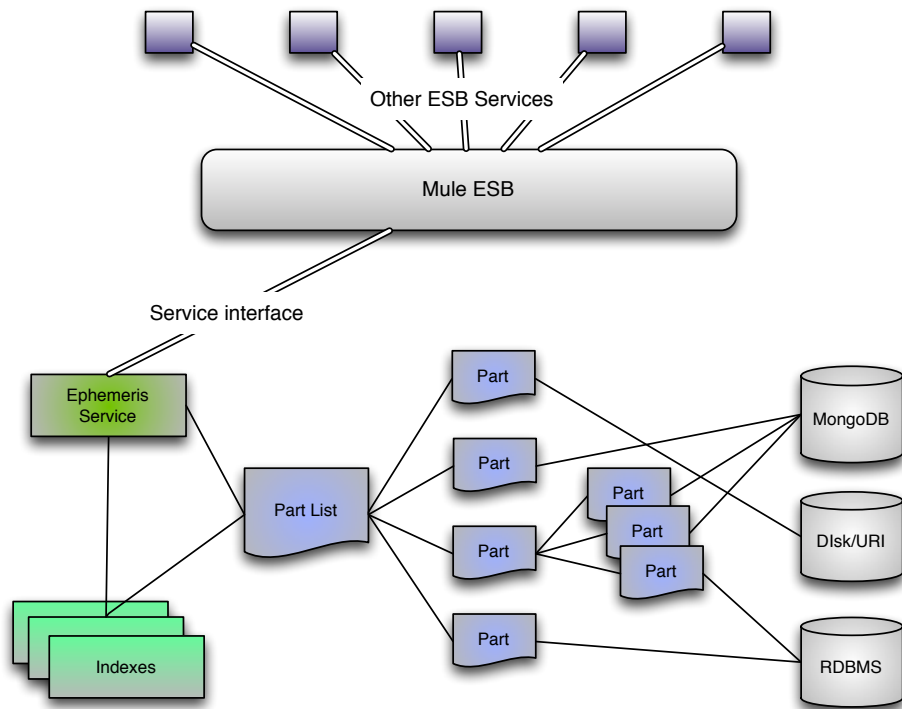 Other ESB Services
Mule ESB
Service interface
Ephemeris
Service
Part
MongoDB
Part
Part
Part List
Part
Part
DIsk/URI
Part
Part
Indexes
RDBMS